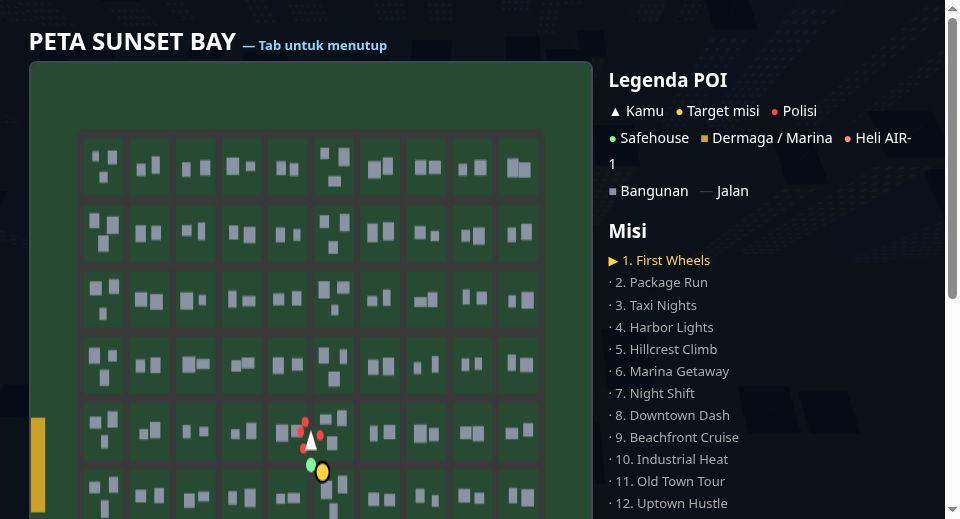 PETA SUNSET BAY — Tab untuk menutup
Legenda POI
▲ Kamu ● Target misi ● Polisi
● Safehouse ■ Dermaga / Marina ● Heli AIR-
1
■ Bangunan — Jalan
Misi
▶ 1. First Wheels
· 2. Package Run
· 3. Taxi Nights
· 4. Harbor Lights
· 5. Hillcrest Climb
· 6. Marina Getaway
· 7. Night Shift
· 8. Downtown Dash
· 9. Beachfront Cruise
· 10. Industrial Heat
· 11. Old Town Tour
· 12. Uptown Hustle